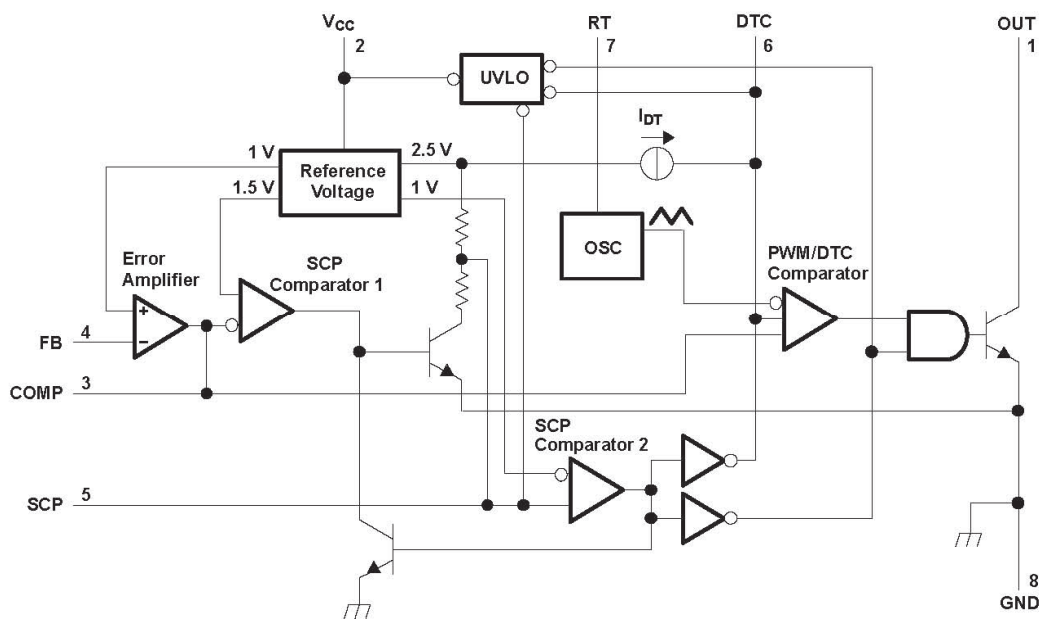 VCC
2
RT
7
DTC
6
OUT
1
UVLO
IDT
1 V
2.5 V
Reference
Voltage
1.5 V
1 V
OSC
Error
Amplifier
SCP
Comparator 1
PWM/DTC
Comparator
+
−
FB
4
COMP
3
SCP
Comparator 2
SCP
5
8
GND